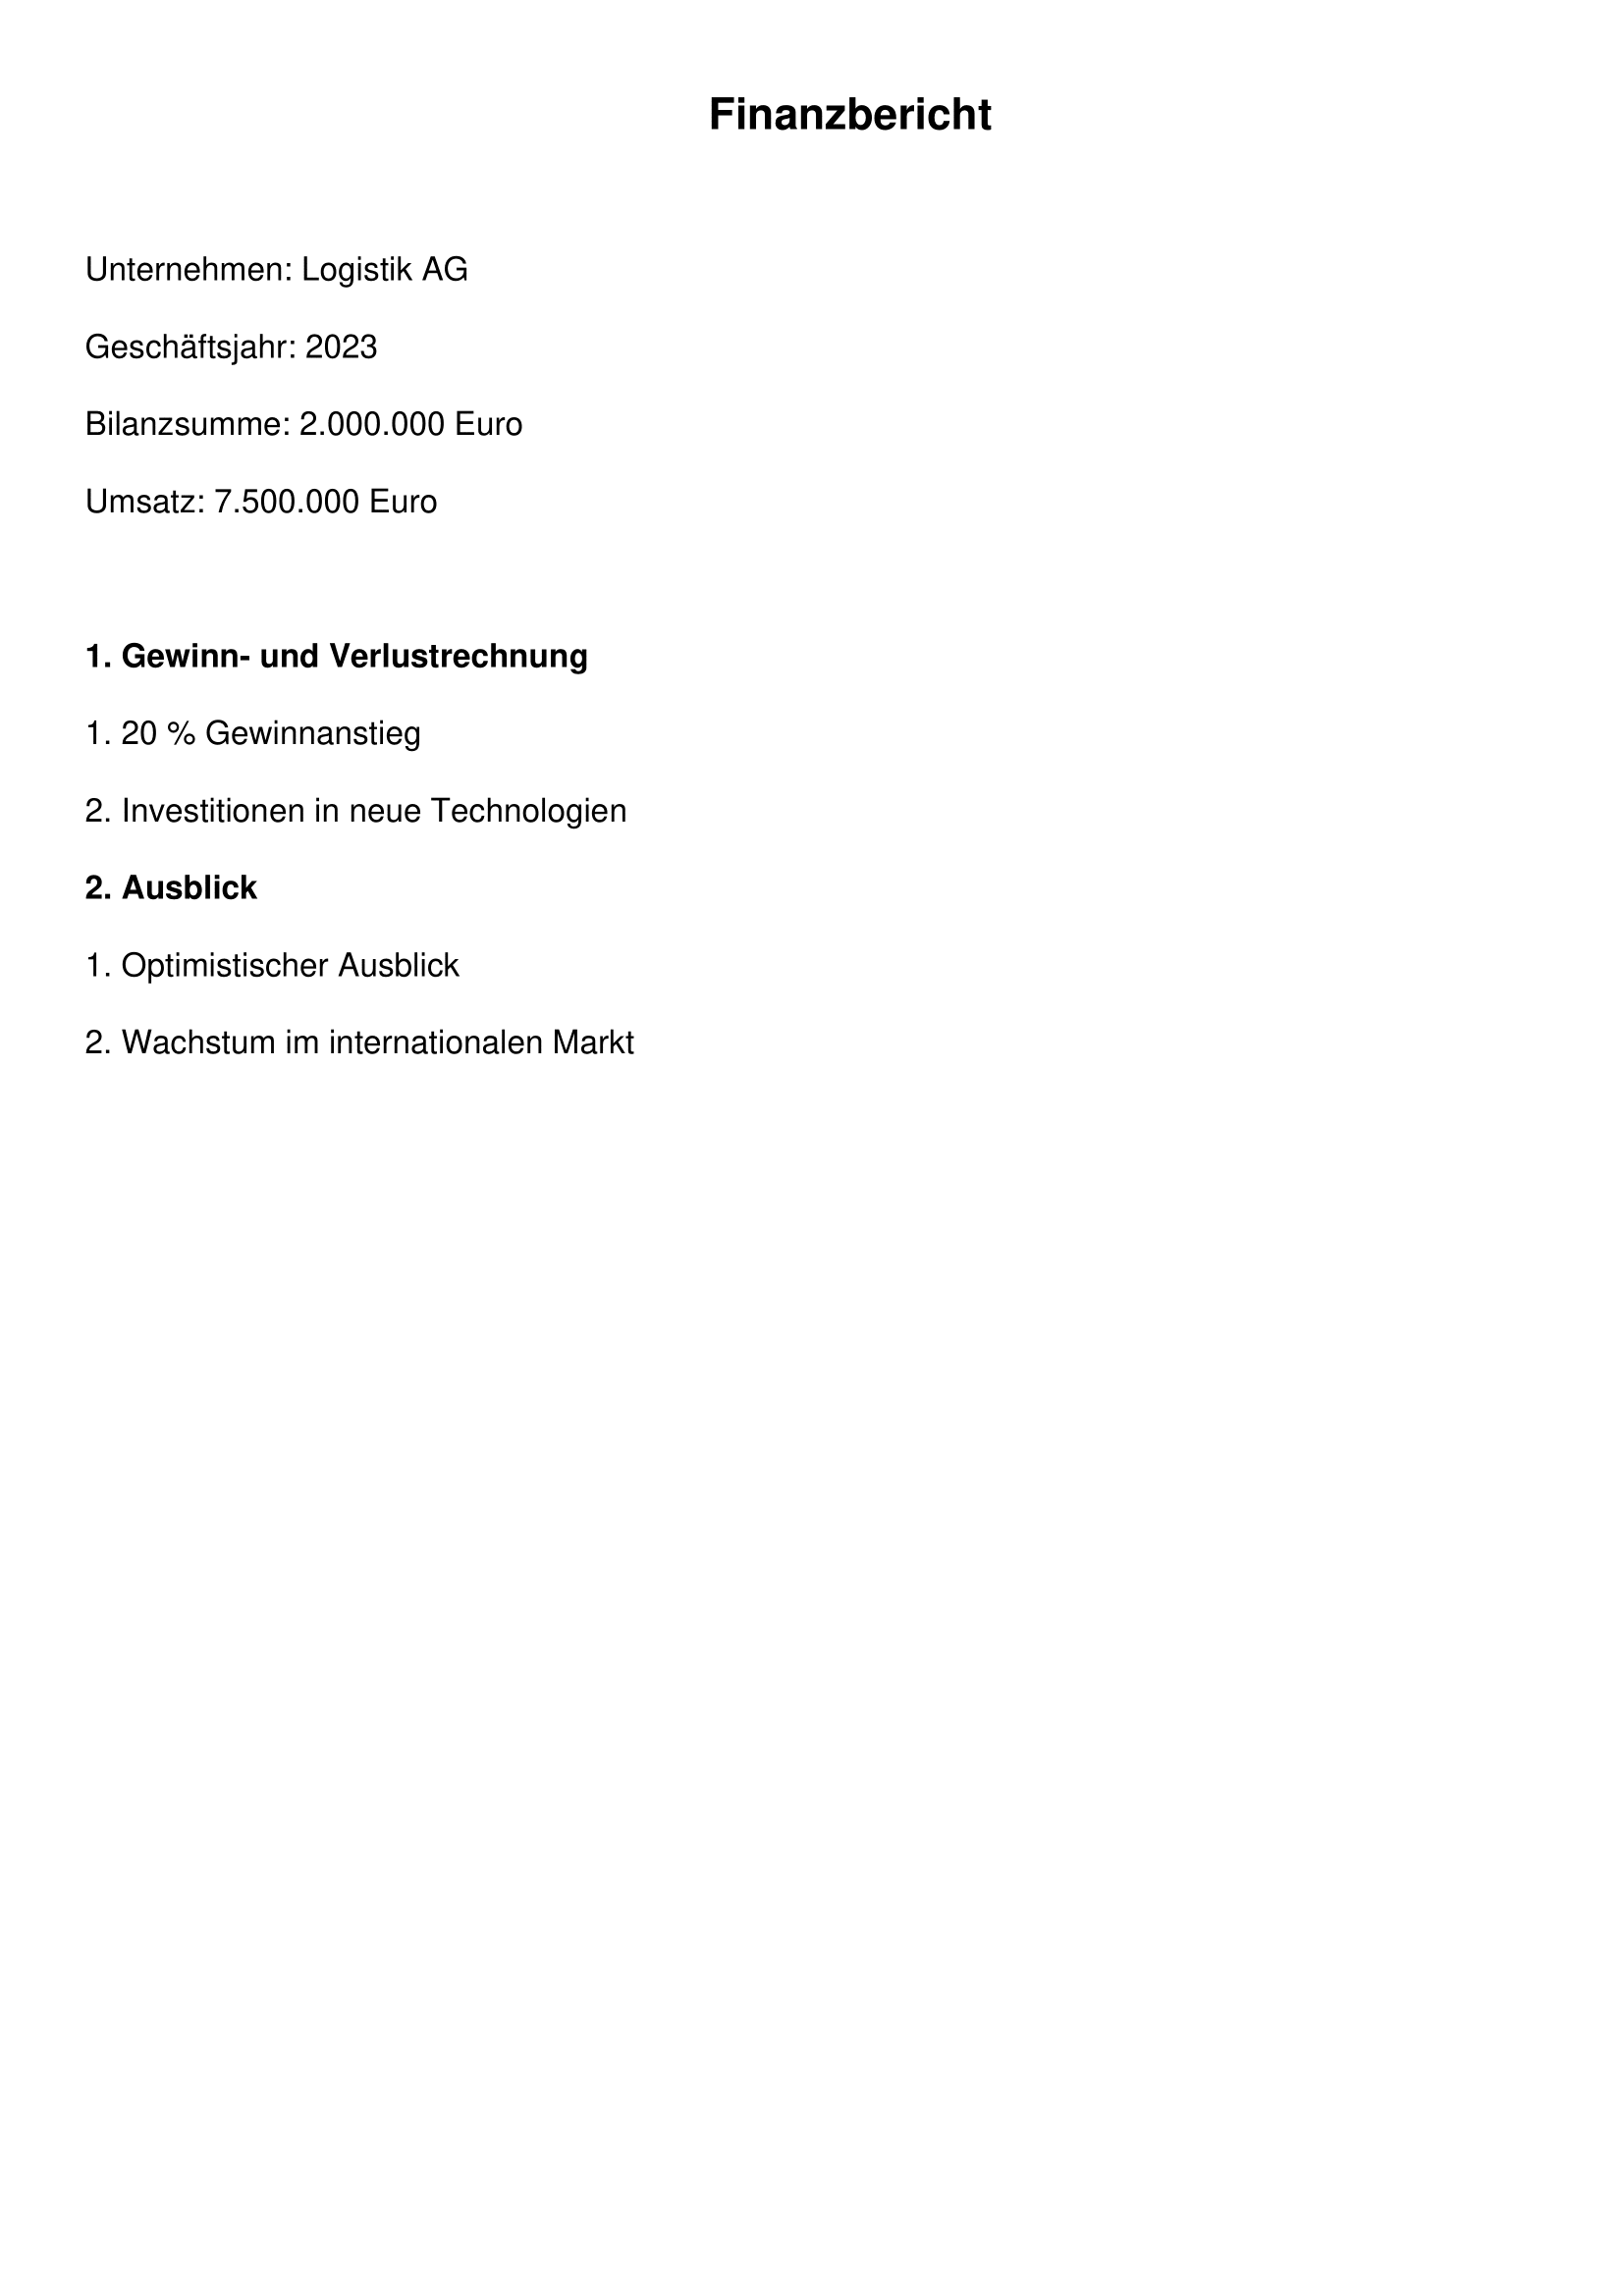 Finanzbericht
Unternehmen: Logistik AG
Geschäftsjahr: 2023
Bilanzsumme: 2.000.000 Euro
Umsatz: 7.500.000 Euro
1. Gewinn- und Verlustrechnung
1. 20 % Gewinnanstieg
2. Investitionen in neue Technologien
2. Ausblick
1. Optimistischer Ausblick
2. Wachstum im internationalen Markt